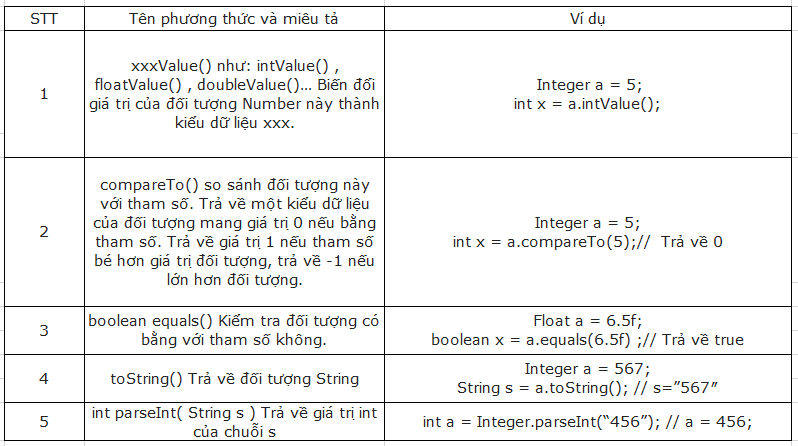 STT
Tên phương thức và miêu tả
Ví dụ
1
xxxValue() như: intValue() ,
floatValue() , doubleValue()... Biến đổi
giá trị của đối tượng Number này thành
kiểu dữ liệu xxx.
Integer a = 5;
int x = a.intValue();
2
compareTo() so sánh đối tượng này
với tham số. Trả về một kiểu dữ liệu
của đối tượng mang giá trị 0 nếu bằng
tham số. Trả về giá trị 1 nếu tham số
bé hơn giá trị đối tượng, trả về -1 nếu
lớn hơn đối tượng.
Integer a = 5;
int x = a.compareTo(5);//  Trả về 0
3
boolean equals() Kiểm tra đối tượng có
bằng với tham số không.
Float a = 6.5f;
boolean x = a.equals(6.5f) ;// Trả về true
4
toString() Trả về đối tượng String
Integer a = 567;
String s = a.toString(); // s=”567″
5
int parseInt( String s ) Trả về giá trị int
của chuỗi s
int a = Integer.parseInt(“456”); // a = 456;